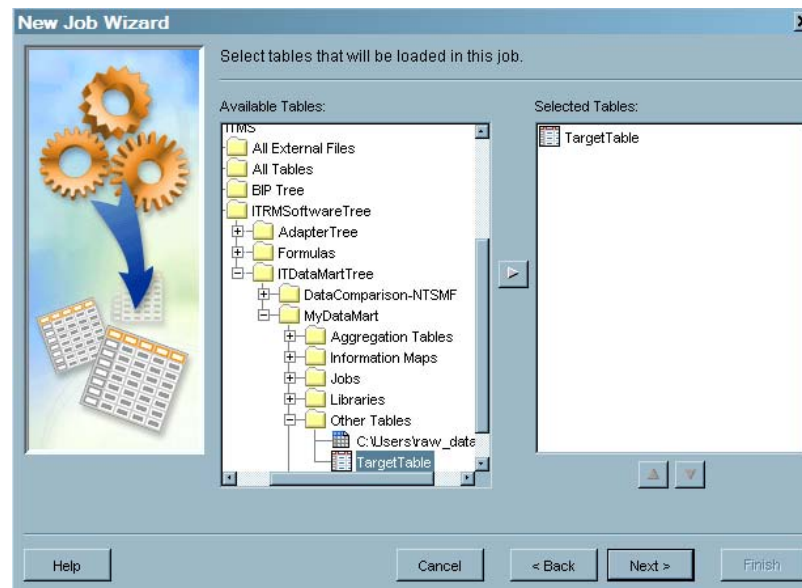 New Job Wizard
Select tables that will be loaded in this job.
Available Tables:
Selected Tables:
ITMS
All External Files
All Tables
BIP Tree
ITRMSoftwareTree
AdapterTree
Formulas
ITDataMartTree
DataComparison-NTSMF
MyDataMart
Aggregation Tables
Information Maps
Jobs
Libraries
Other Tables
C:\Users\raw_data
TargetTable
TargetTable
Help
Cancel
< Back
Next >
Finish